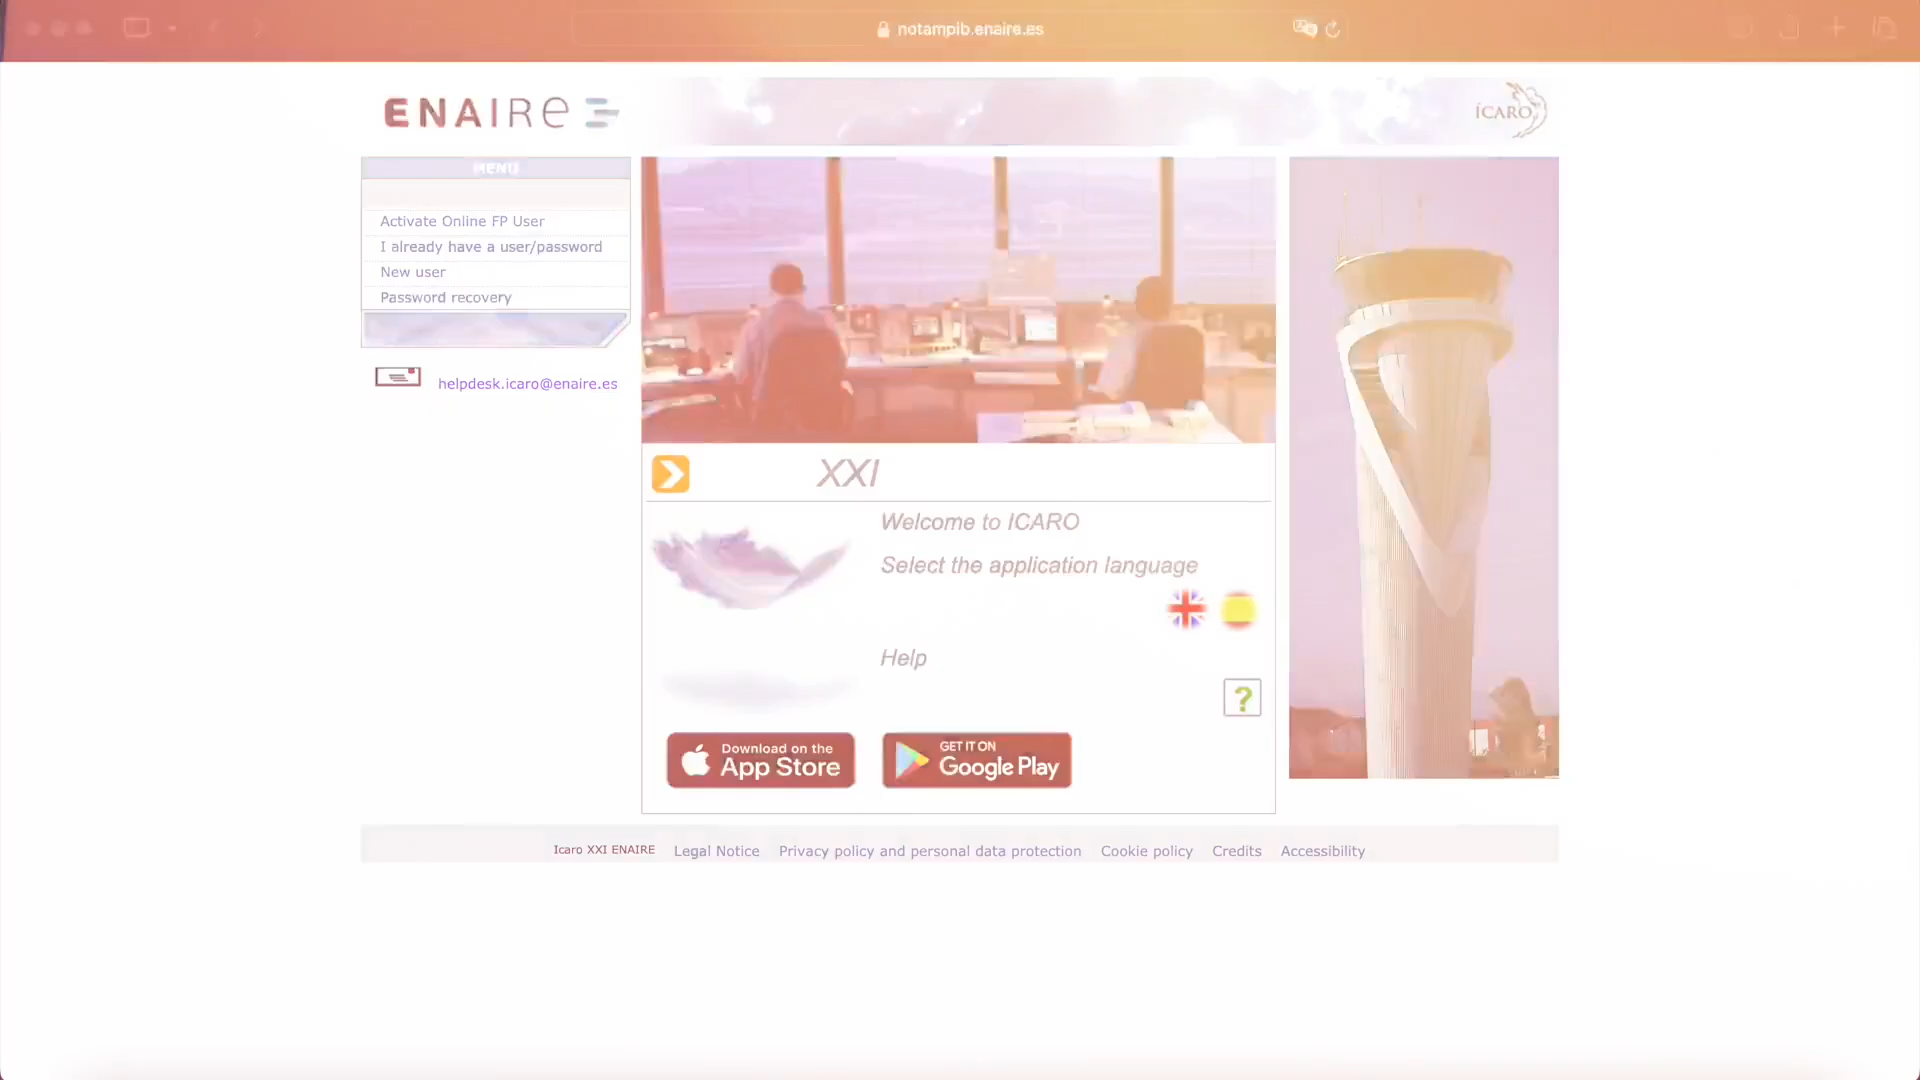 notampib.enaire.es
ENAIRE
ÍCARO
MENÚ
Activate Online FP User
I already have a user/password
New user
Password recovery
helpdesk.icaro@enaire.es
XXI
Welcome to ICARO
Select the application language
Help
?
Download on the
App Store
GET IT ON
Google Play
Icaro XXI ENAIRE Legal Notice Privacy policy and personal data protection Cookie policy Credits Accessibility